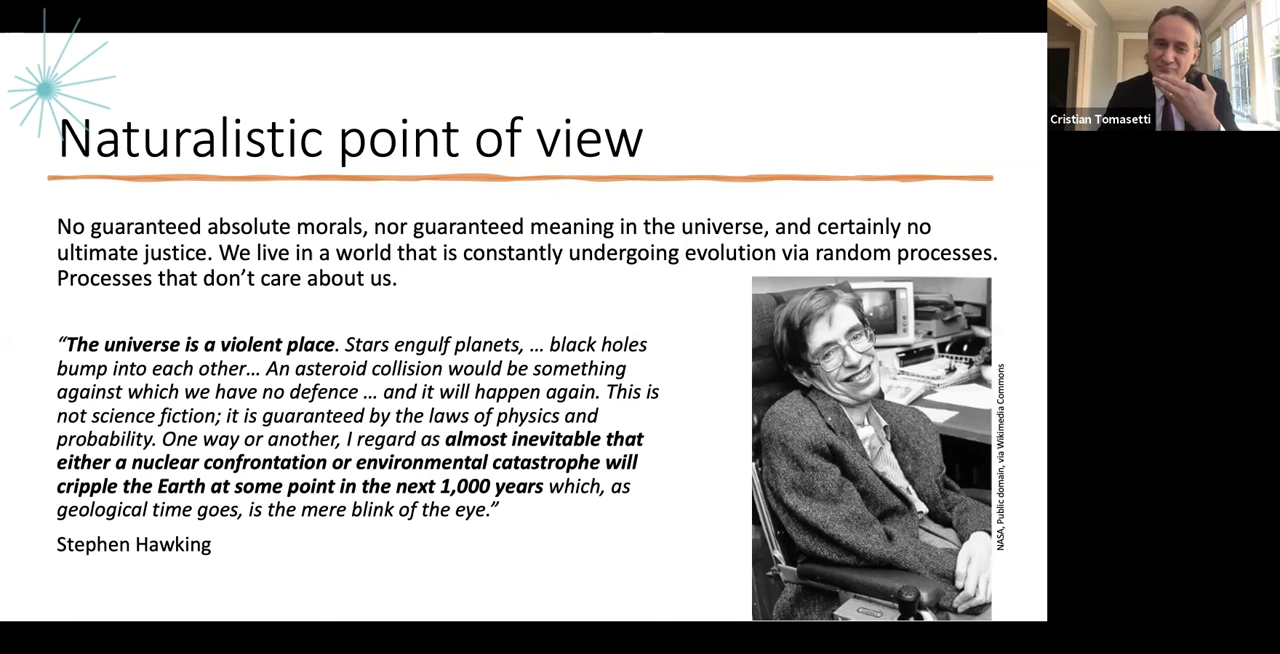 Naturalistic point of view
No guaranteed absolute morals, nor guaranteed meaning in the universe, and certainly no
ultimate justice. We live in a world that is constantly undergoing evolution via random processes.
Processes that don’t care about us.
“The universe is a violent place. Stars engulf planets, … black holes
bump into each other… An asteroid collision would be something
against which we have no defence … and it will happen again. This is
not science fiction; it is guaranteed by the laws of physics and
probability. One way or another, I regard as almost inevitable that
either a nuclear confrontation or environmental catastrophe will
cripple the Earth at some point in the next 1,000 years which, as
geological time goes, is the mere blink of the eye.”
Stephen Hawking
NASA, Public domain, via Wikimedia Commons
Cristian Tomasetti